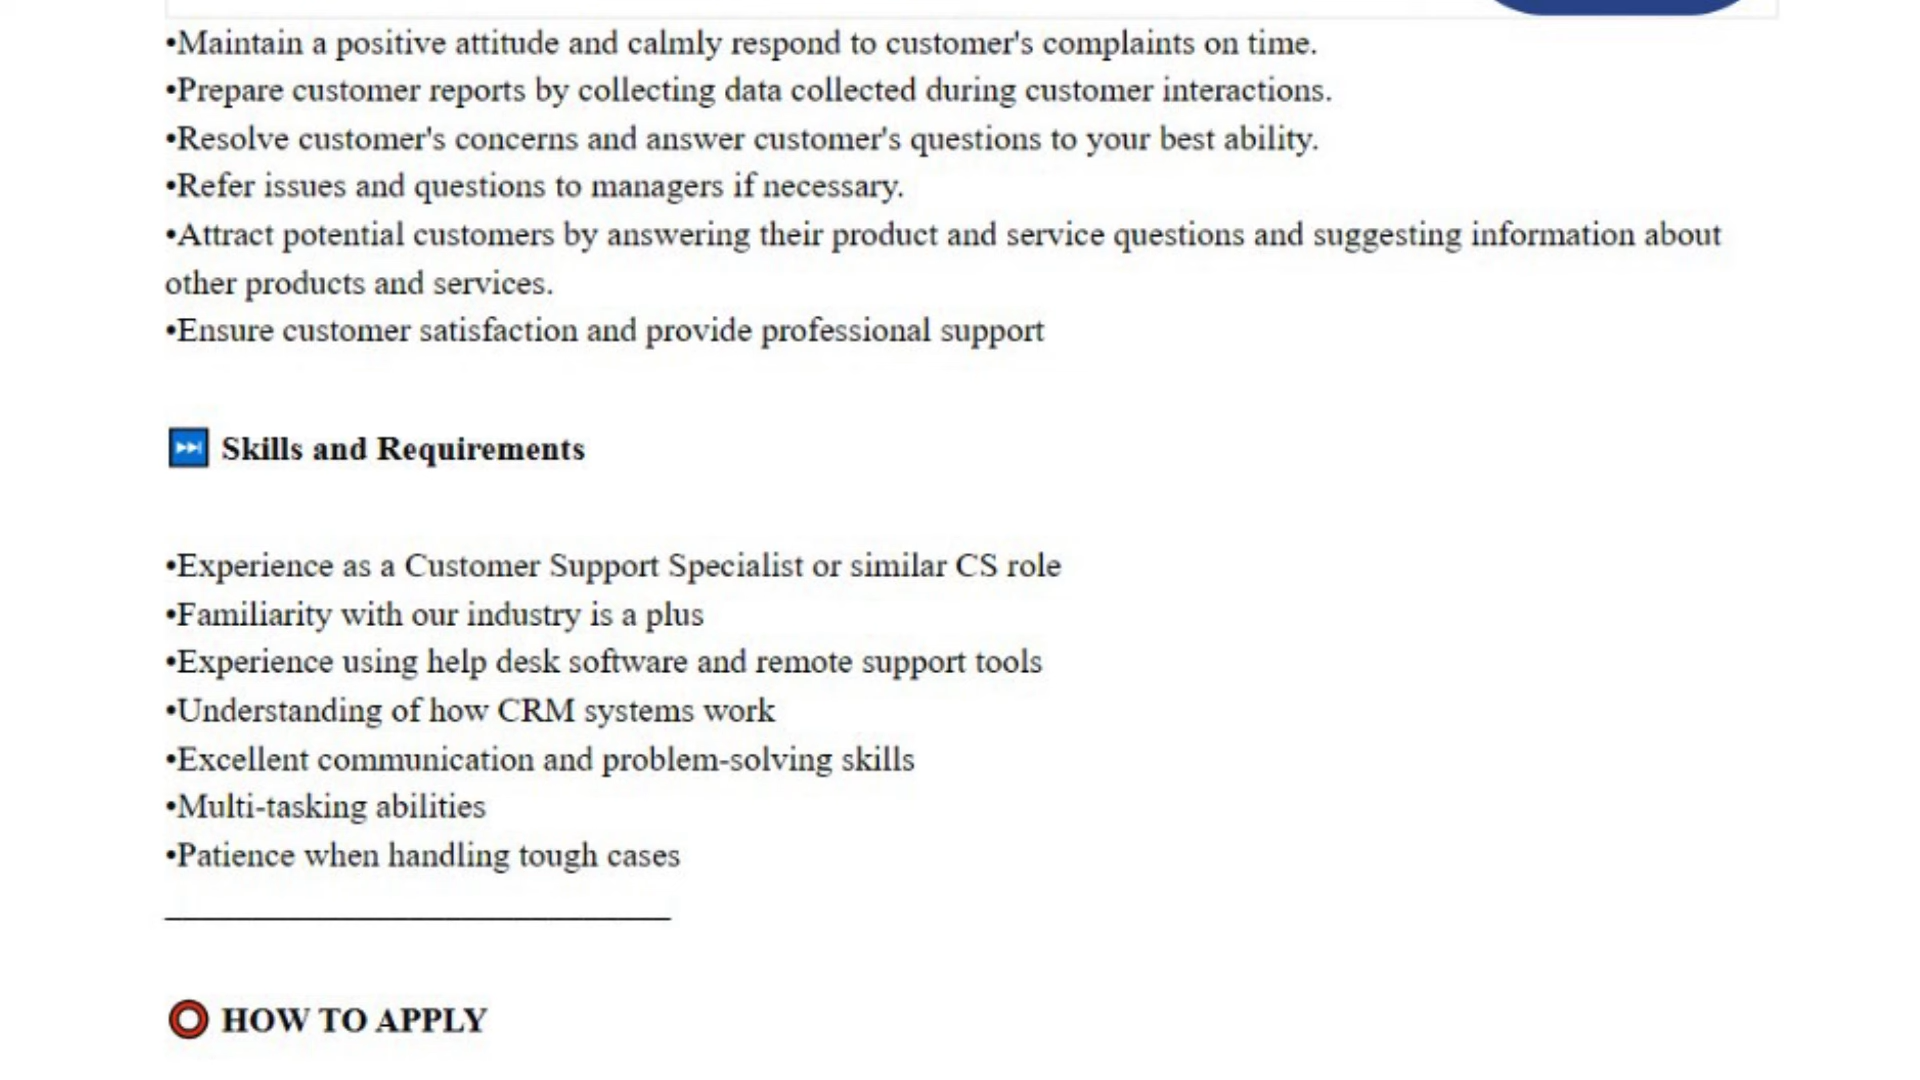 •Maintain a positive attitude and calmly respond to customer's complaints on time.
•Prepare customer reports by collecting data collected during customer interactions.
•Resolve customer's concerns and answer customer's questions to your best ability.
•Refer issues and questions to managers if necessary.
•Attract potential customers by answering their product and service questions and suggesting information about
other products and services.
•Ensure customer satisfaction and provide professional support
Skills and Requirements
•Experience as a Customer Support Specialist or similar CS role
•Familiarity with our industry is a plus
•Experience using help desk software and remote support tools
•Understanding of how CRM systems work
•Excellent communication and problem-solving skills
•Multi-tasking abilities
•Patience when handling tough cases
HOW TO APPLY